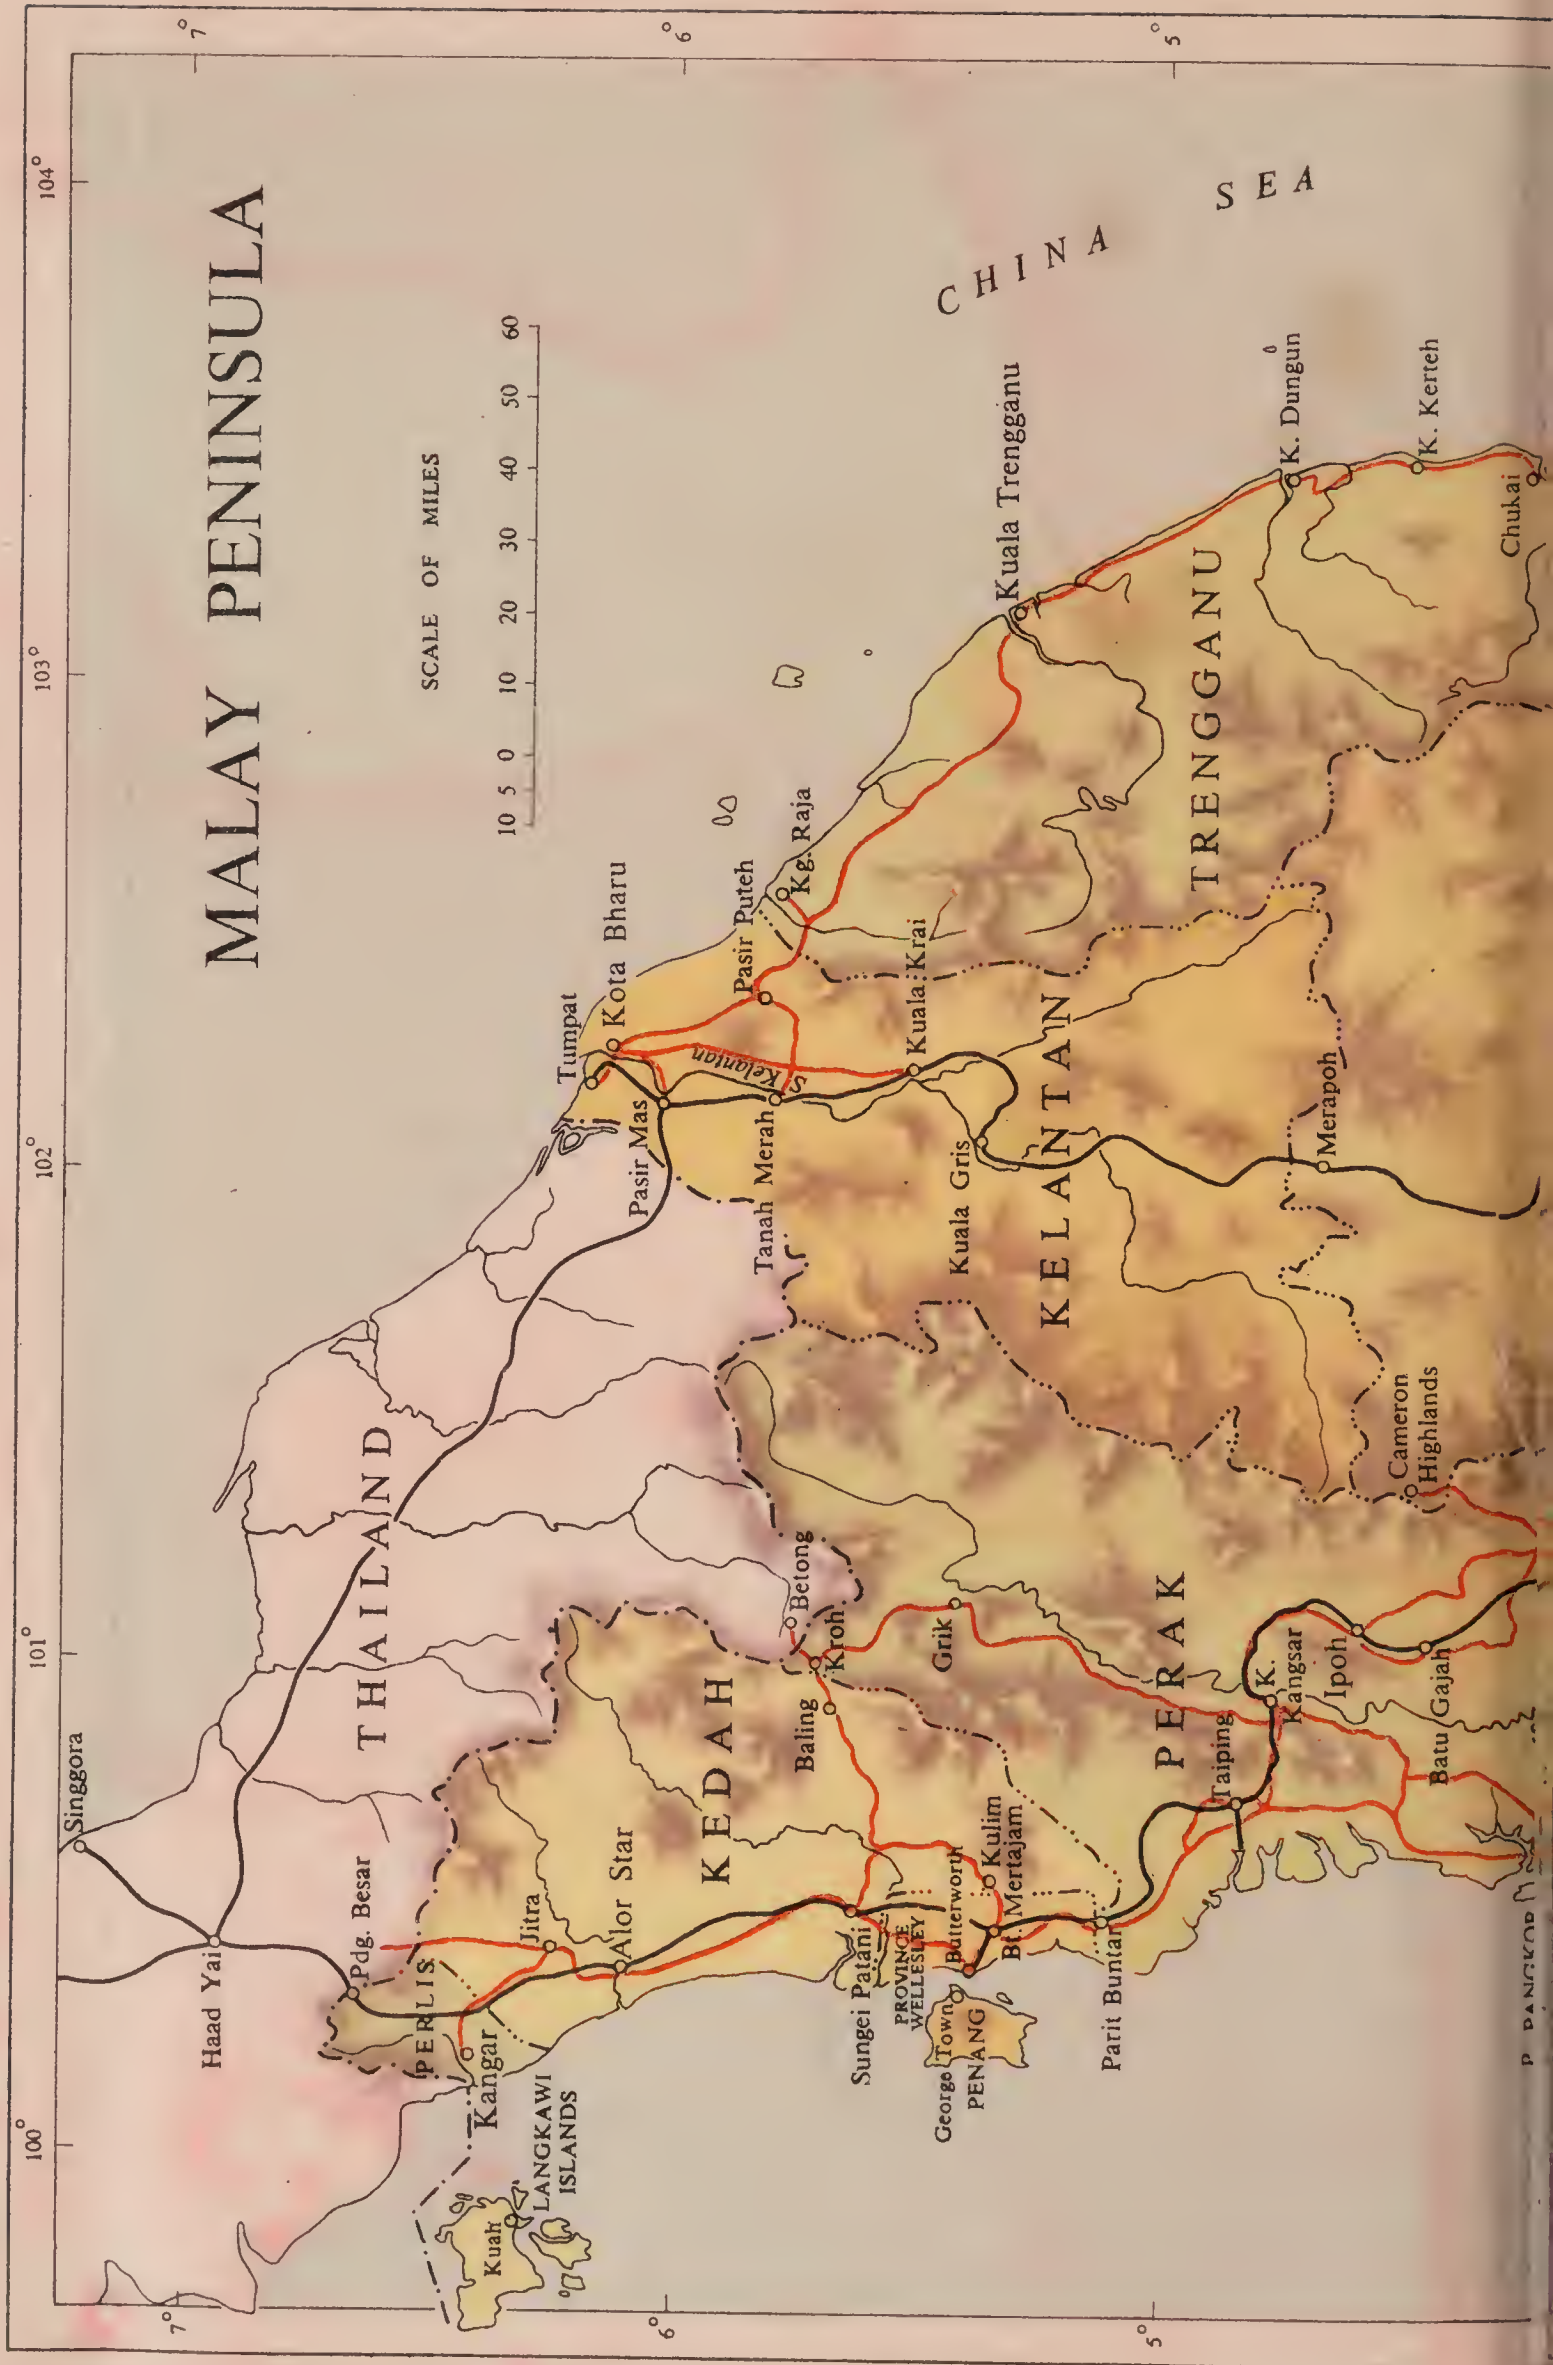 MALAY PENINSULA
SCALE OF MILES
10 5 0 10 20 30 40 50 60
100°
101°
102°
103°
104°
7°
6°
5°
7°
6°
5°
CHINA SEA
THAILAND
Singgora
Haad Yai
Pdg. Besar
PERLIS
Kangar
LANGKAWI
ISLANDS
Kuah
Jitra
Alor Star
KEDAH
Sungei Patani
PROVINCE
WELLESLEY
Butterworth
George Town
PENANG
Kulim
Bt. Mertajam
Parit Buntar
Baling
Kroh
Betong
Grik
PERAK
Taiping
K.
Kangsar
Ipoh
Batu Gajah
Cameron
Highlands
P. PANGKOR
Tumpat
Kota Bharu
Pasir Mas
S. Kelantan
Pasir Puteh
Kg. Raja
Tanah Merah
Kuala Krai
Kuala Gris
KELANTAN
Merapoh
Kuala Trengganu
TRENGGANU
K. Dungun
K. Kerteh
Chukai